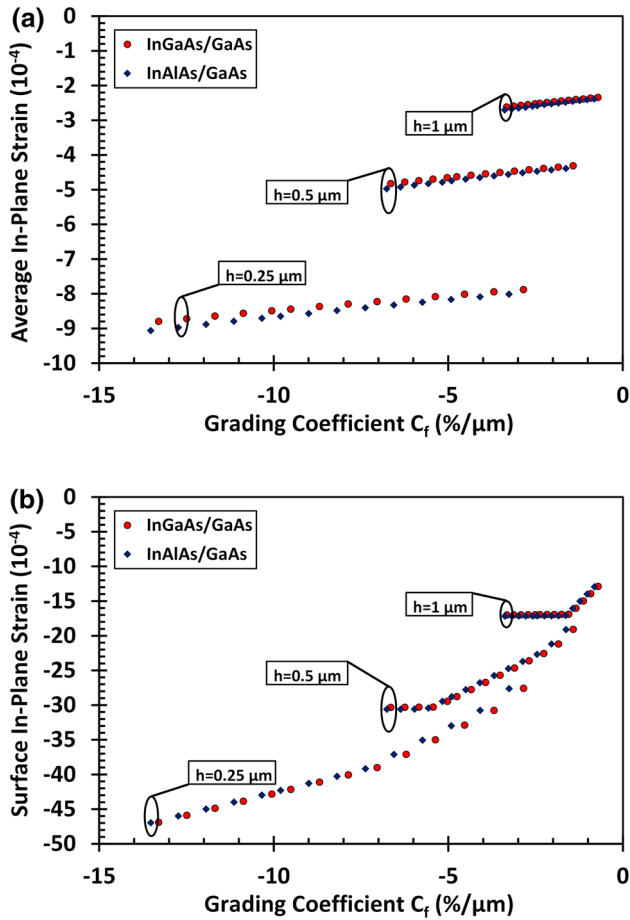 (a)
Average In-Plane Strain (10-4)
0
-1
-2
-3
-4
-5
-6
-7
-8
-9
-10
InGaAs/GaAs
InAlAs/GaAs
h=1 µm
h=0.5 µm
h=0.25 µm
-15
-10
-5
0
Grading Coefficient Cf (%/µm)
(b)
Surface In-Plane Strain (10-4)
0
-5
-10
-15
-20
-25
-30
-35
-40
-45
-50
InGaAs/GaAs
InAlAs/GaAs
h=1 µm
h=0.5 µm
h=0.25 µm
-15
-10
-5
0
Grading Coefficient Cf (%/µm)